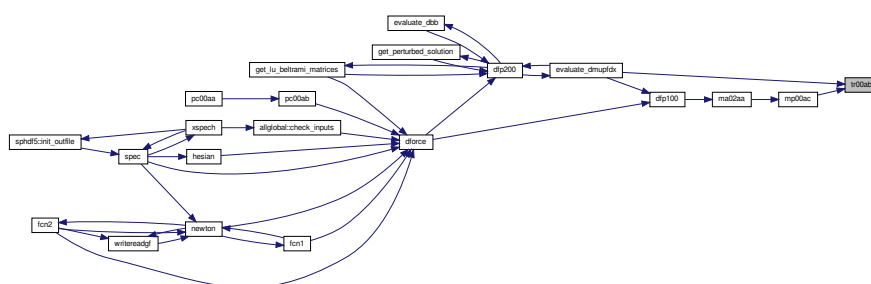 evaluate_dbb
get_perturbed_solution
get_lu_beltrami_matrices
dfp200
evaluate_dmupfdx
tr00ab
pc00aa
pc00ab
dfp100
ma02aa
mp00ac
xspech
allglobal::check_inputs
sphdf5::init_outfile
dforce
spec
hesian
fcn2
newton
writereadgf
fcn1